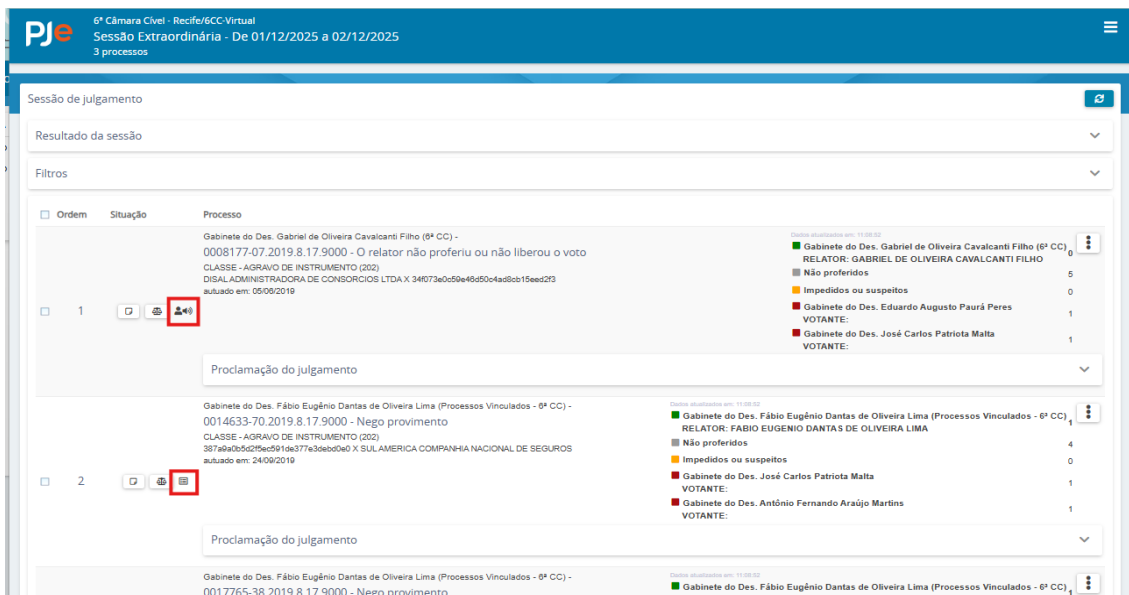 PJe
6ª Câmara Cível - Recife/6CC-Virtual
Sessão Extraordinária - De 01/12/2025 a 02/12/2025
3 processos
Sessão de julgamento
Resultado da sessão
Filtros
Ordem Situação Processo
Gabinete do Des. Gabriel de Oliveira Cavalcanti Filho (6ª CC) -
0008177-07.2019.8.17.9000 - O relator não proferiu ou não liberou o voto
CLASSE - AGRAVO DE INSTRUMENTO (202)
DISAL ADMINISTRADORA DE CONSORCIOS LTDA X 34f073e0c59e46d50c4ad8cb15eed2f3
autuado em: 05/06/2019
1
Dados atualizados em: 11:08:52
Gabinete do Des. Gabriel de Oliveira Cavalcanti Filho (6ª CC) 0
RELATOR: GABRIEL DE OLIVEIRA CAVALCANTI FILHO
Não proferidos 5
Impedidos ou suspeitos 0
Gabinete do Des. Eduardo Augusto Paurá Peres 1
VOTANTE:
Gabinete do Des. José Carlos Patriota Malta 1
VOTANTE:
Proclamação do julgamento
Gabinete do Des. Fábio Eugênio Dantas de Oliveira Lima (Processos Vinculados - 6ª CC) -
0014633-70.2019.8.17.9000 - Nego provimento
CLASSE - AGRAVO DE INSTRUMENTO (202)
387a9a0b5d2f5ec591de377e3debd0e0 X SULAMERICA COMPANHIA NACIONAL DE SEGUROS
autuado em: 24/09/2019
2
Dados atualizados em: 11:08:52
Gabinete do Des. Fábio Eugênio Dantas de Oliveira Lima (Processos Vinculados - 6ª CC) 1
RELATOR: FABIO EUGENIO DANTAS DE OLIVEIRA LIMA
Não proferidos 4
Impedidos ou suspeitos 0
Gabinete do Des. José Carlos Patriota Malta 1
VOTANTE:
Gabinete do Des. Antônio Fernando Araújo Martins 1
VOTANTE:
Proclamação do julgamento
Gabinete do Des. Fábio Eugênio Dantas de Oliveira Lima (Processos Vinculados - 6ª CC) -
0017765-38.2019.8.17.9000 - Nego provimento
Dados atualizados em: 11:08:52
Gabinete do Des. Fábio Eugênio Dantas de Oliveira Lima (Processos Vinculados - 6ª CC) 1